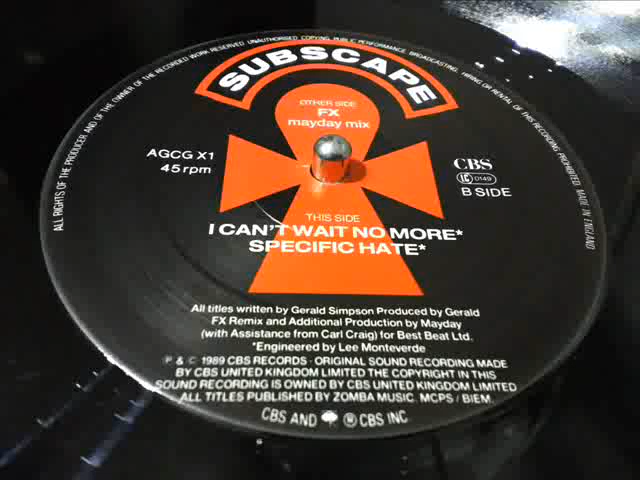 ALL RIGHTS OF THE PRODUCER AND OF THE OWNER OF THE RECORDED WORK RESERVED UNAUTHORISED COPYING, PUBLIC PERFORMANCE, BROADCASTING, HIRING OR RENTAL OF THIS RECORDING PROHIBITED MADE IN ENGLAND
SUBSCAPE
OTHER SIDE
FX
mayday mix
AGCG X1
45 rpm
CBS
LC 0149
B SIDE
THIS SIDE
I CAN'T WAIT NO MORE*
SPECIFIC HATE*
All titles written by Gerald Simpson Produced by Gerald
FX Remix and Additional Production by Mayday
(with Assistance from Carl Craig) for Best Beat Ltd.
*Engineered by Lee Monteverde
℗ & © 1989 CBS RECORDS · ORIGINAL SOUND RECORDING MADE
BY CBS UNITED KINGDOM LIMITED THE COPYRIGHT IN THIS
SOUND RECORDING IS OWNED BY CBS UNITED KINGDOM LIMITED
ALL TITLES PUBLISHED BY ZOMBA MUSIC. MCPS / BIEM.
CBS AND ® CBS INC.